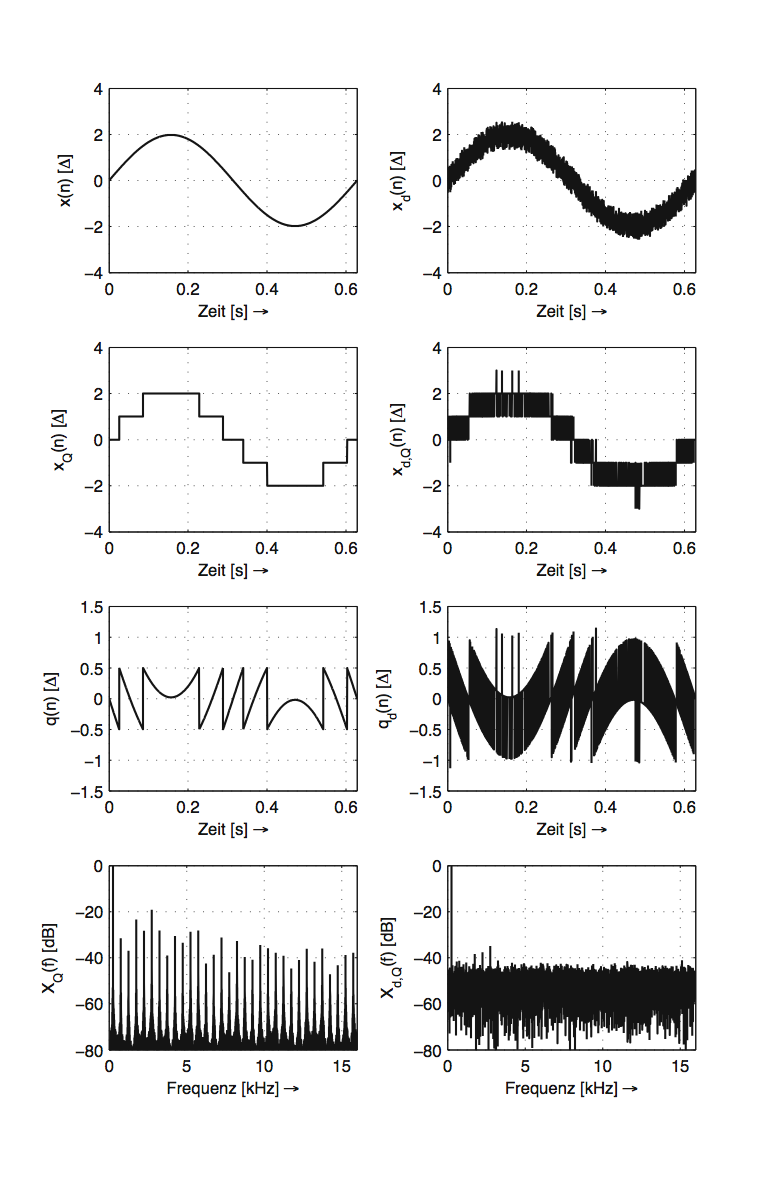 4
2
0
−2
−4
x(n) [Δ]
0 0.2 0.4 0.6
Zeit [s] →
4
2
0
−2
−4
x_d(n) [Δ]
0 0.2 0.4 0.6
Zeit [s] →
4
2
0
−2
−4
x_Q(n) [Δ]
0 0.2 0.4 0.6
Zeit [s] →
4
2
0
−2
−4
x_d,Q(n) [Δ]
0 0.2 0.4 0.6
Zeit [s] →
1.5
1
0.5
0
−0.5
−1
−1.5
q(n) [Δ]
0 0.2 0.4 0.6
Zeit [s] →
1.5
1
0.5
0
−0.5
−1
−1.5
q_d(n) [Δ]
0 0.2 0.4 0.6
Zeit [s] →
0
−20
−40
−60
−80
X_Q(f) [dB]
0 5 10 15
Frequenz [kHz] →
0
−20
−40
−60
−80
X_d,Q(f) [dB]
0 5 10 15
Frequenz [kHz] →